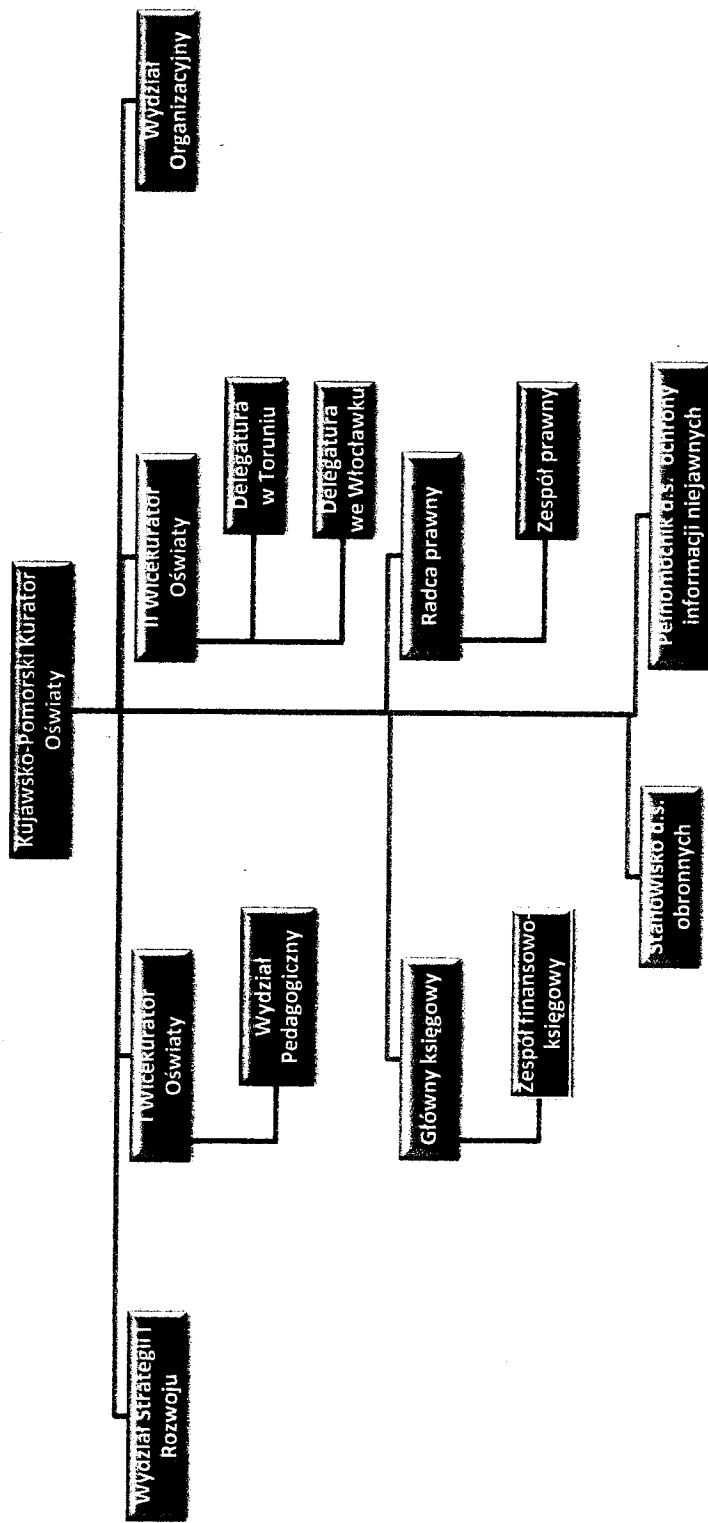 Kujawsko-Pomorski Kurator
Oświaty
Wydział Strategii i
Rozwoju
I Wicekurator
Oświaty
Wydział
Pedagogiczny
II Wicekurator
Oświaty
Delegatura
w Toruniu
Delegatura
we Włocławku
Wydział
Organizacyjny
Główny księgowy
Zespół finansowo-
księgowy
Radca prawny
Zespół prawny
Stanowisko d.s.
obronnych
Pełnomocnik d.s. ochrony
informacji niejawnych